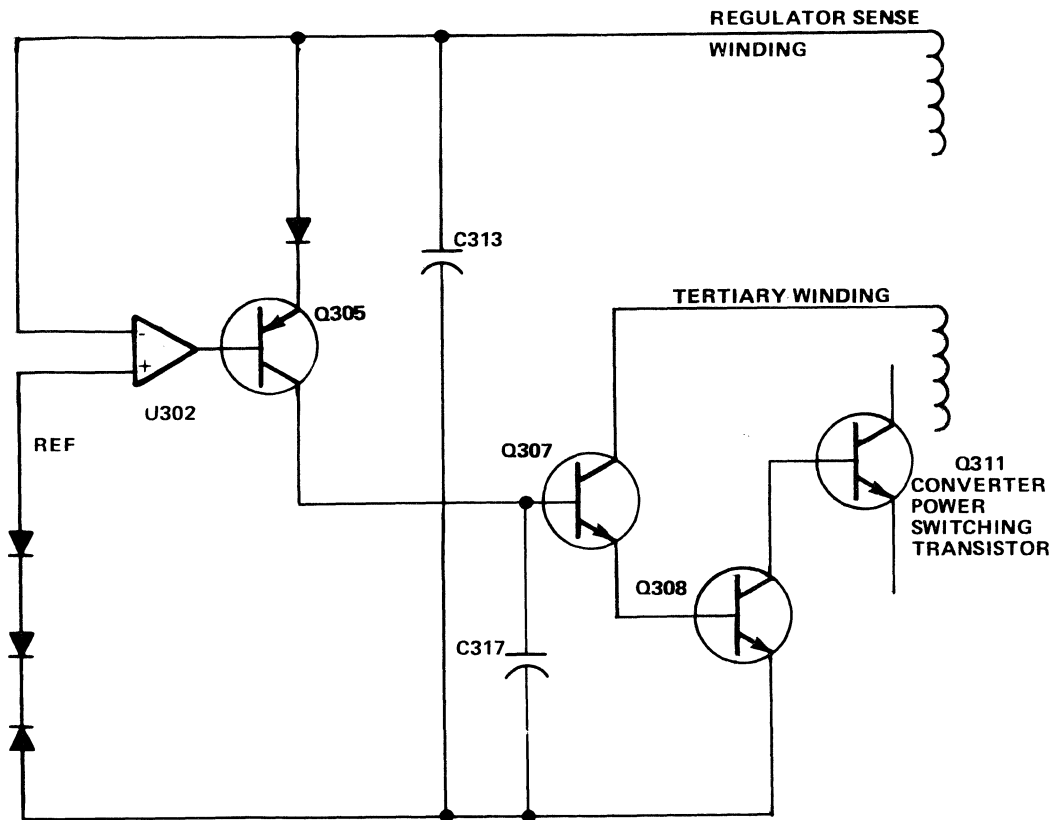 REGULATOR SENSE
WINDING
C313
Q305
TERTIARY WINDING
-
+
U302
REF
Q307
Q311
CONVERTER
POWER
SWITCHING
TRANSISTOR
Q308
C317